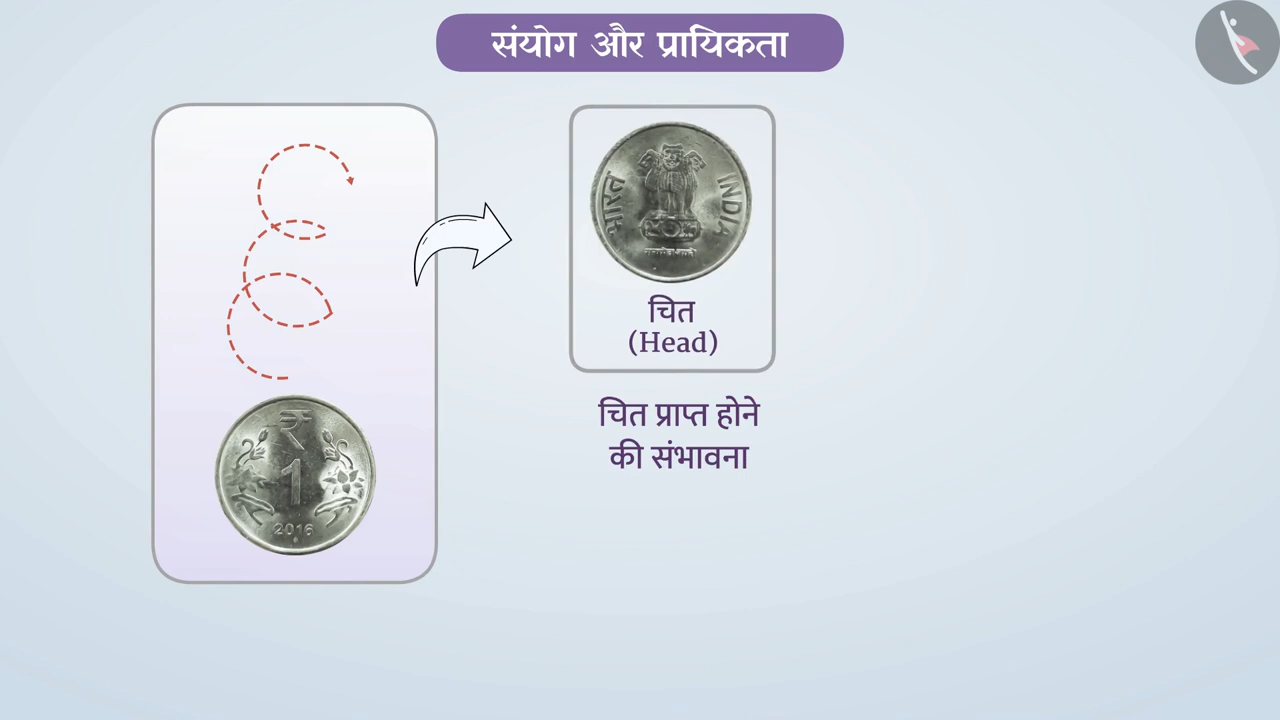 संयोग और प्रायिकता
भारत
INDIA
चित
(Head)
चित प्राप्त होने
की संभावना
₹
1
2016